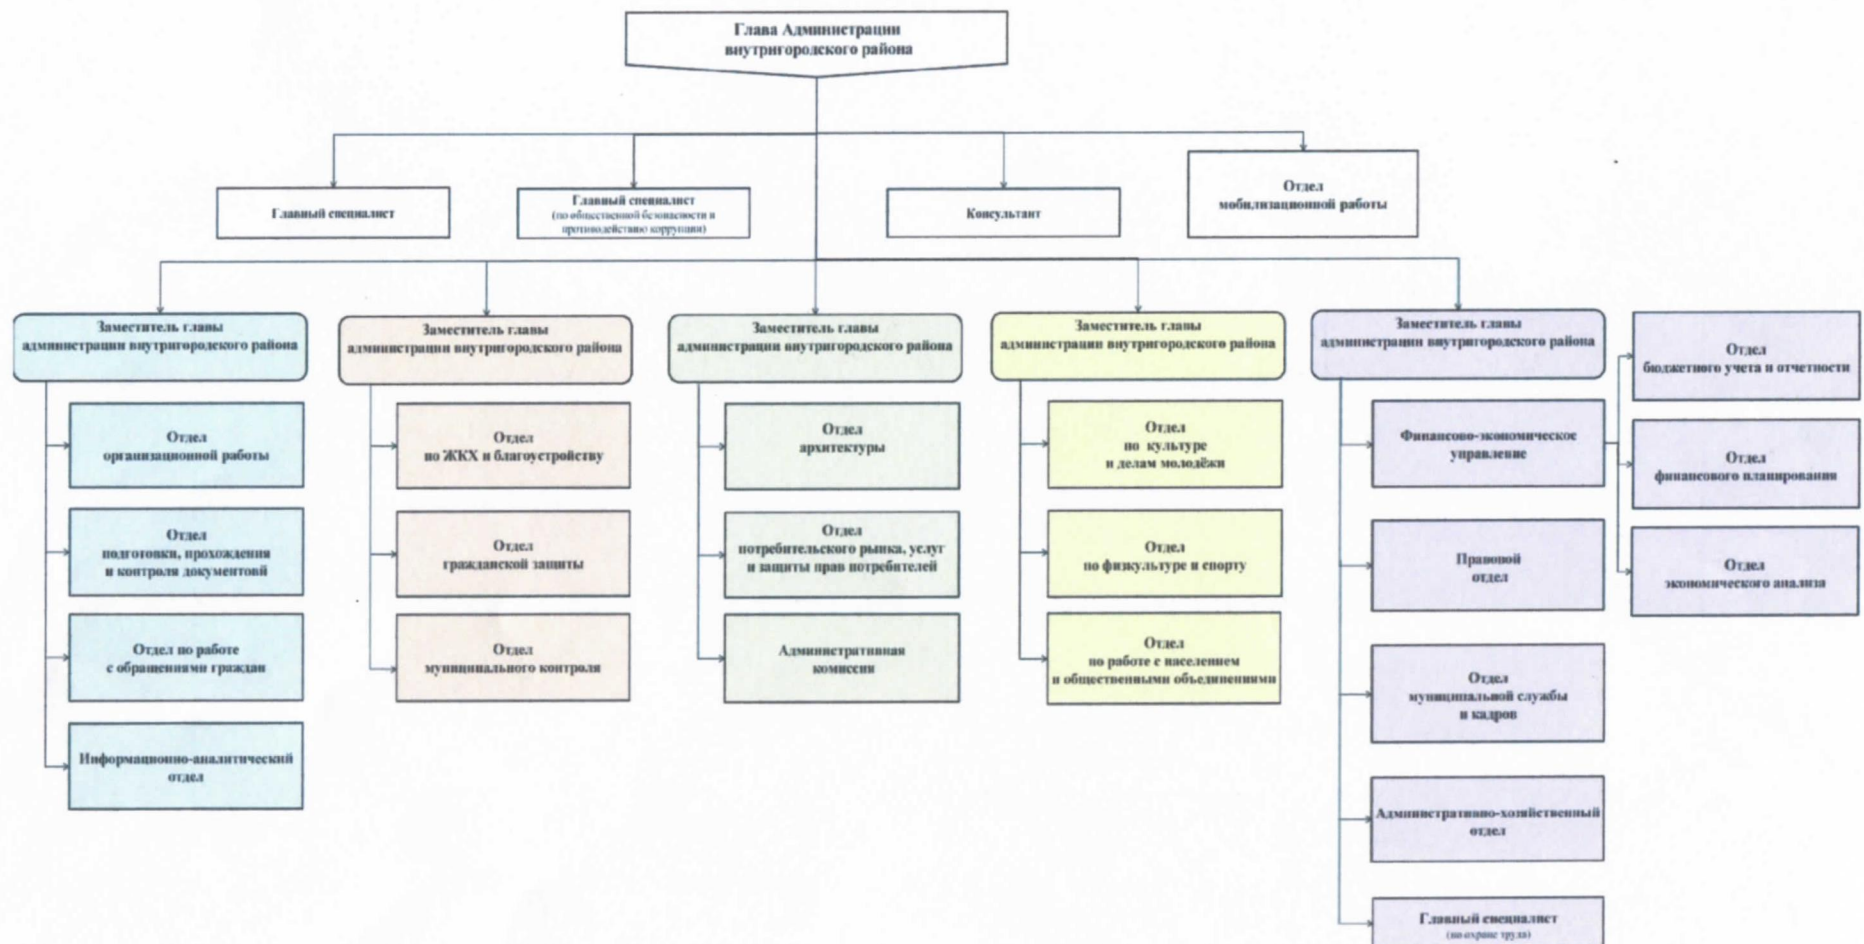 Глава Администрации
внутригородского района
Главный специалист
Главный специалист
(по общественной безопасности и
противодействию коррупции)
Консультант
Отдел
мобилизационной работы
Заместитель главы
администрации внутригородского района
Отдел
организационной работы
Отдел
подготовки, прохождения
и контроля документовй
Отдел по работе
с обращениями граждан
Информационно-аналитический
отдел
Заместитель главы
администрации внутригородского района
Отдел
по ЖКХ и благоустройству
Отдел
гражданской защиты
Отдел
муниципального контроля
Заместитель главы
администрации внутригородского района
Отдел
архитектуры
Отдел
потребительского рынка, услуг
и защиты прав потребителей
Административная
комиссия
Заместитель главы
администрации внутригородского района
Отдел
по культуре
и делам молодёжи
Отдел
по физкультуре и спорту
Отдел
по работе с населением
и общественными объединениями
Заместитель главы
администрации внутригородского района
Финансово-экономическое
управление
Отдел
бюджетного учета и отчетности
Отдел
финансового планирования
Отдел
экономического анализа
Правовой
отдел
Отдел
муниципальной службы
и кадров
Административно-хозяйственный
отдел
Главный специалист
(по охране труда)